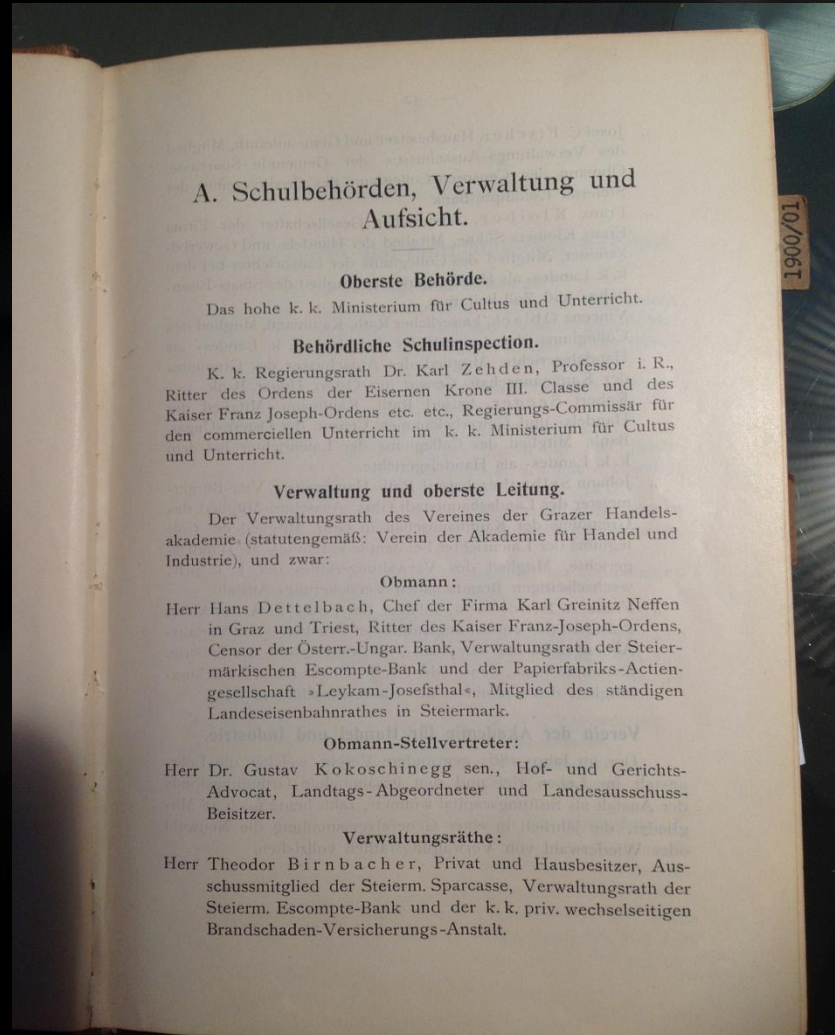 A. Schulbehörden, Verwaltung und
Aufsicht.
Oberste Behörde.
Das hohe k. k. Ministerium für Cultus und Unterricht.
Behördliche Schulinspection.
K. k. Regierungsrath Dr. Karl Zehden, Professor i. R.,
Ritter des Ordens der Eisernen Krone III. Classe und des
Kaiser Franz Joseph-Ordens etc. etc., Regierungs-Commissär für
den commerciellen Unterricht im k. k. Ministerium für Cultus
und Unterricht.
Verwaltung und oberste Leitung.
Der Verwaltungsrath des Vereines der Grazer Handels-
akademie (statutengemäß: Verein der Akademie für Handel und
Industrie), und zwar:
Obmann:
Herr Hans Dettelbach, Chef der Firma Karl Greinitz Neffen
in Graz und Triest, Ritter des Kaiser Franz-Joseph-Ordens,
Censor der Österr.-Ungar. Bank, Verwaltungsrath der Steier-
märkischen Escompte-Bank und der Papierfabriks-Actien-
gesellschaft »Leykam-Josefsthal«, Mitglied des ständigen
Landeseisenbahnrathes in Steiermark.
Obmann-Stellvertreter:
Herr Dr. Gustav Kokoschinegg sen., Hof- und Gerichts-
Advocat, Landtags-Abgeordneter und Landesausschuss-
Beisitzer.
Verwaltungsräthe:
Herr Theodor Birnbacher, Privat und Hausbesitzer, Aus-
schussmitglied der Steierm. Sparcasse, Verwaltungsrath der
Steierm. Escompte-Bank und der k. k. priv. wechselseitigen
Brandschaden-Versicherungs-Anstalt.
1900/01